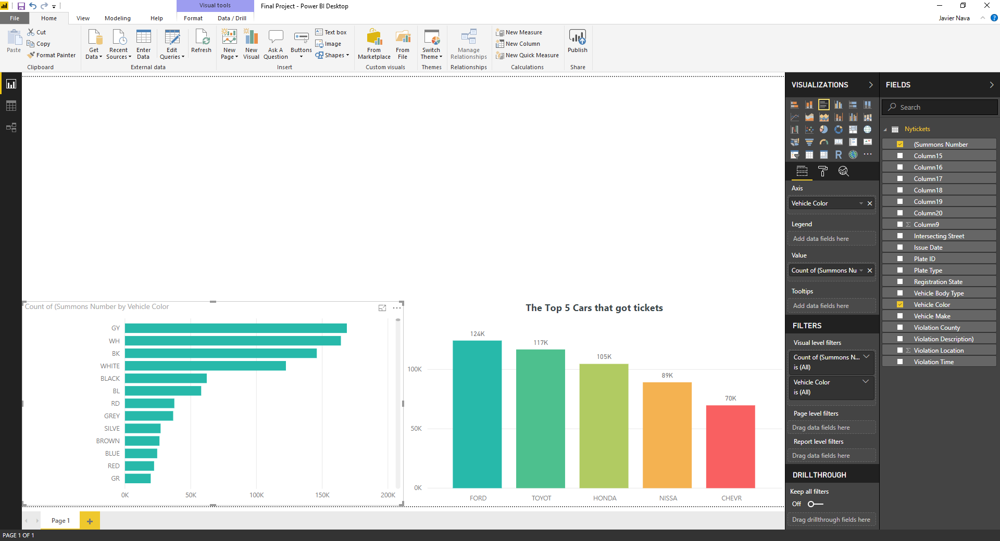 Visual tools
Final Project - Power BI Desktop
File
Home
View
Modeling
Help
Format
Data / Drill
Javier Nava
?
Paste
Cut
Copy
Format Painter
Clipboard
Get Data
Recent Sources
Enter Data
Edit Queries
Refresh
External data
New Page
New Visual
Ask A Question
Buttons
Text box
Image
Shapes
Insert
From Marketplace
From File
Custom visuals
Switch Theme
Themes
Manage Relationships
Relationships
New Measure
New Column
New Quick Measure
Calculations
Publish
Share
Count of (Summons Number by Vehicle Color
GY
WH
BK
WHITE
BLACK
BL
RD
GREY
SILVE
BROWN
BLUE
RED
GR
0K 50K 100K 150K 200K
The Top 5 Cars that got tickets
124K
117K
105K
89K
70K
100K
50K
0K
FORD TOYOT HONDA NISSA CHEVR
Page 1
+
PAGE 1 OF 1
VISUALIZATIONS
R
Axis
Vehicle Color
Legend
Add data fields here
Value
Count of (Summons Nu
Tooltips
Add data fields here
FILTERS
Visual level filters
Count of (Summons N...
is (All)
Vehicle Color
is (All)
Page level filters
Drag data fields here
Report level filters
Drag data fields here
DRILLTHROUGH
Keep all filters
Off
Drag drillthrough fields here
FIELDS
Search
Nytickets
(Summons Number
Column15
Column16
Column17
Column18
Column19
Column20
Σ Column9
Intersecting Street
Issue Date
Plate ID
Plate Type
Registration State
Vehicle Body Type
Vehicle Color
Vehicle Make
Violation County
Violation Description)
Σ Violation Location
Violation Time